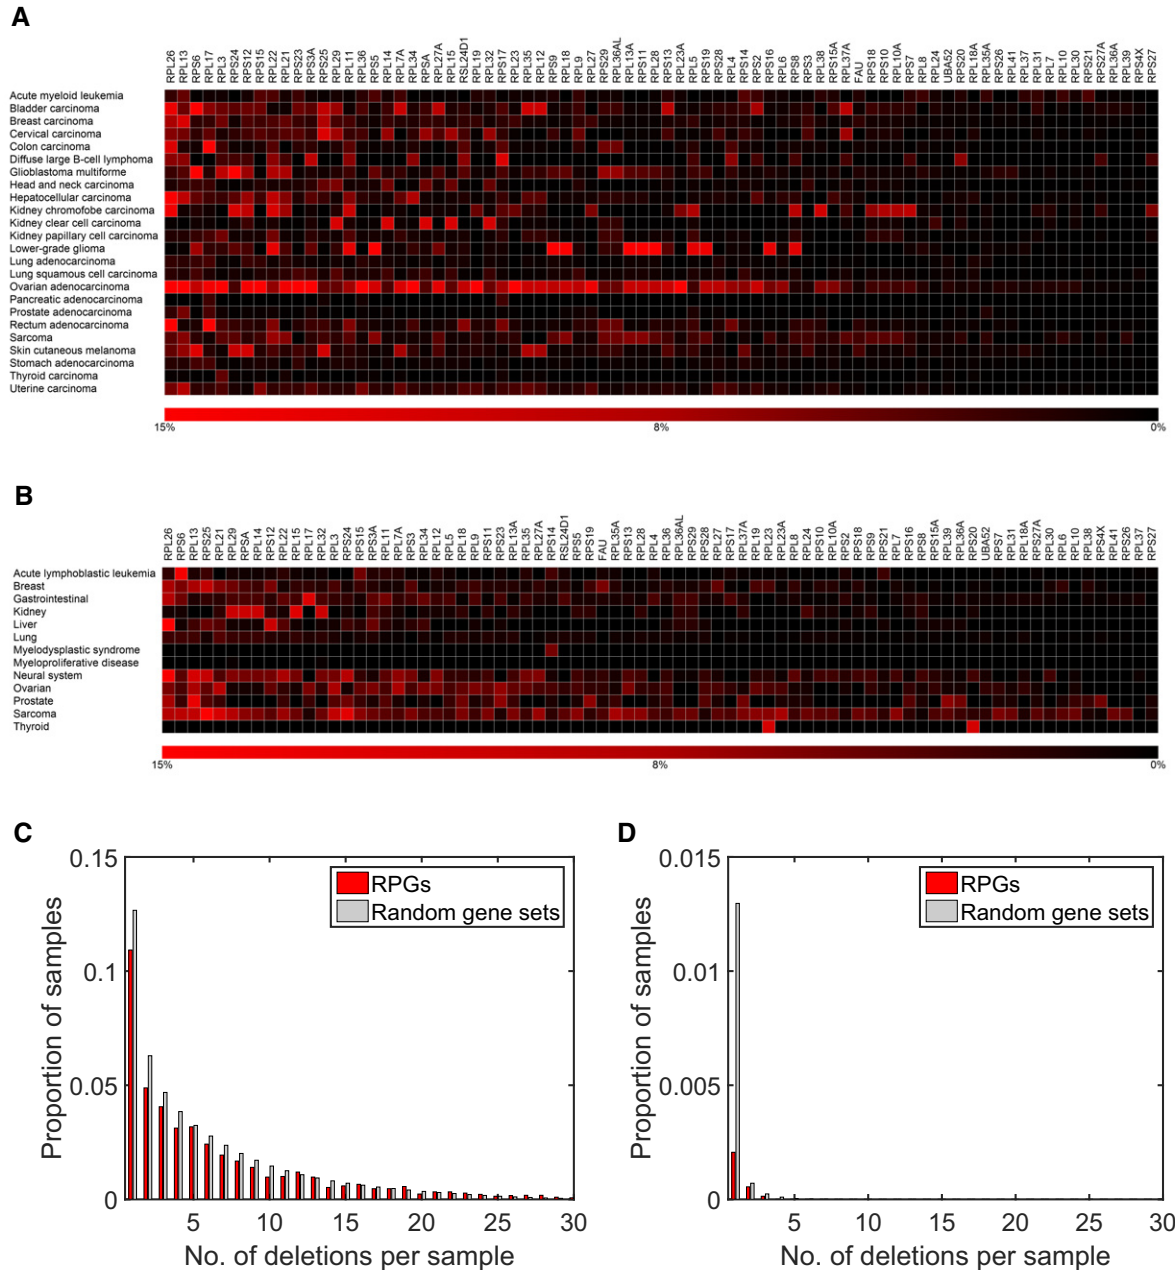 A
RPL26 RPL13 RPS6 RPL17 RPL3 RPS24 RPS12 RPS15 RPL22 RPL21 RPS23 RPS3A RPS25 RPL29 RPL11 RPL36 RPS5 RPL14 RPL7A RPL34 RPSA RPL27A RPL15 RSL24D1 RPL19 RPL32 RPS17 RPL23 RPL35 RPL12 RPS9 RPL18 RPL9 RPL27 RPS29 RPL36AL RPL13A RPS11 RPL28 RPS13 RPL23A RPL5 RPS19 RPS28 RPL4 RPS14 RPS2 RPS16 RPL6 RPS8 RPS3 RPL38 RPS15A RPL37A FAU RPS18 RPS10 RPL10A RPS7 RPL8 RPL24 UBA52 RPS20 RPL18A RPL35A RPS26 RPL41 RPL37 RPL31 RPL7 RPL10 RPL30 RPS21 RPS27A RPL36A RPL39 RPS4X RPS27
Acute myeloid leukemia
Bladder carcinoma
Breast carcinoma
Cervical carcinoma
Colon carcinoma
Diffuse large B-cell lymphoma
Glioblastoma multiforme
Head and neck carcinoma
Hepatocellular carcinoma
Kidney chromofobe carcinoma
Kidney clear cell carcinoma
Kidney papillary cell carcinoma
Lower-grade glioma
Lung adenocarcinoma
Lung squamous cell carcinoma
Ovarian adenocarcinoma
Pancreatic adenocarcinoma
Prostate adenocarcinoma
Rectum adenocarcinoma
Sarcoma
Skin cutaneous melanoma
Stomach adenocarcinoma
Thyroid carcinoma
Uterine carcinoma
15% 8% 0%
B
RPL26 RPS6 RPL13 RPS25 RPL21 RPL29 RPSA RPL14 RPS12 RPL22 RPL15 RPL17 RPL32 RPL3 RPS24 RPS15 RPS3A RPL11 RPL7A RPS3 RPL34 RPL12 RPL5 RPL18 RPL9 RPS11 RPS23 RPL13A RPL35 RPL27A RPS14 RSL24D1 RPS5 RPS19 FAU RPL35A RPS13 RPL28 RPL4 RPL36 RPL36AL RPS29 RPS28 RPL27 RPS17 RPL37A RPL19 RPL23 RPL23A RPL8 RPL24 RPS10 RPL10A RPS2 RPS18 RPS9 RPS21 RPL7 RPS16 RPS8 RPS15A RPL39 RPL36A RPS20 UBA52 RPS7 RPL31 RPL18A RPS27A RPL30 RPL6 RPL10 RPL38 RPS4X RPL41 RPS26 RPL37 RPS27
Acute lymphoblastic leukemia
Breast
Gastrointestinal
Kidney
Liver
Lung
Myelodysplastic syndrome
Myeloproliferative disease
Neural system
Ovarian
Prostate
Sarcoma
Thyroid
15% 8% 0%
C
Proportion of samples
0.15
0.1
0.05
0
RPGs
Random gene sets
5 10 15 20 25 30
No. of deletions per sample
D
Proportion of samples
0.015
0.01
0.005
0
RPGs
Random gene sets
5 10 15 20 25 30
No. of deletions per sample